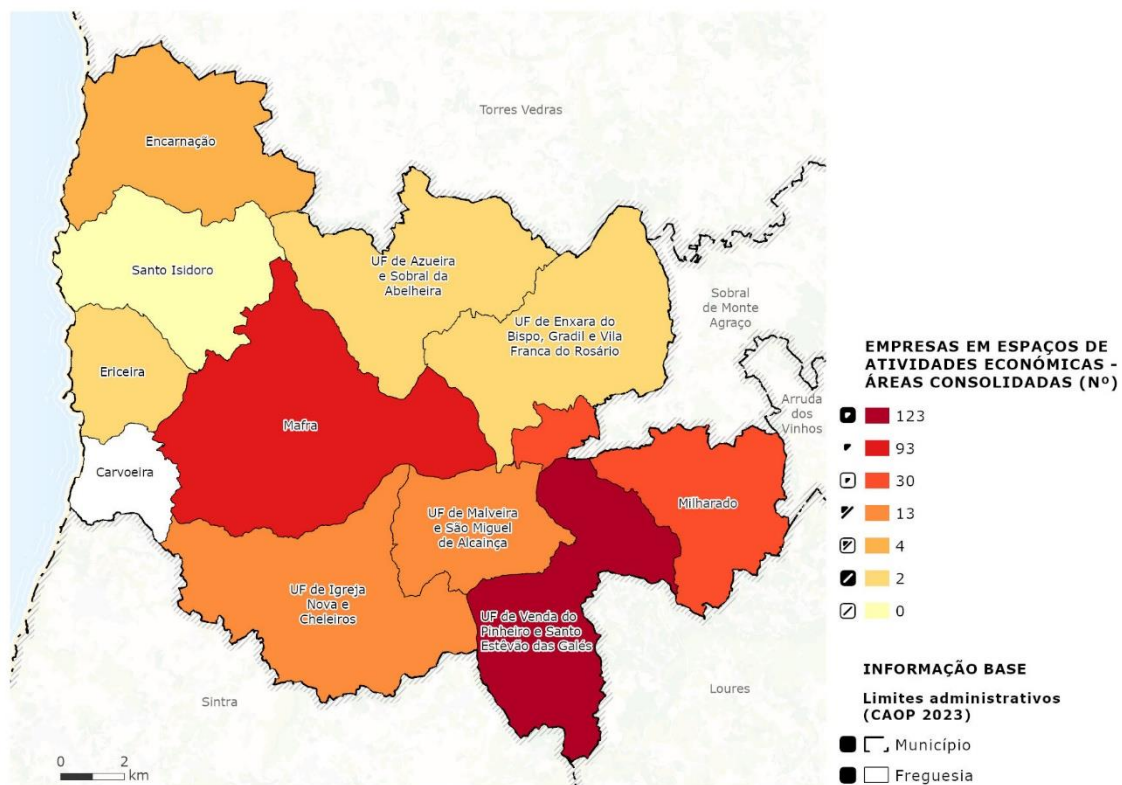 Torres Vedras
Encarnação
Santo Isidoro
UF de Azueira
e Sobral da
Abelheira
Sobral
de Monte
Agraço
UF de Enxara do
Bispo, Gradil e Vila
Franca do Rosário
Ericeira
Arruda
dos
Vinhos
Mafra
Carvoeira
Milharado
UF de Malveira
e São Miguel
de Alcainça
UF de Igreja
Nova e
Cheleiros
UF de Venda do
Pinheiro e Santo
Estêvão das Galés
Sintra
Loures
0 2
km
EMPRESAS EM ESPAÇOS DE
ATIVIDADES ECONÓMICAS -
ÁREAS CONSOLIDADAS (Nº)
123
93
30
13
4
2
0
INFORMAÇÃO BASE
Limites administrativos
(CAOP 2023)
Município
Freguesia